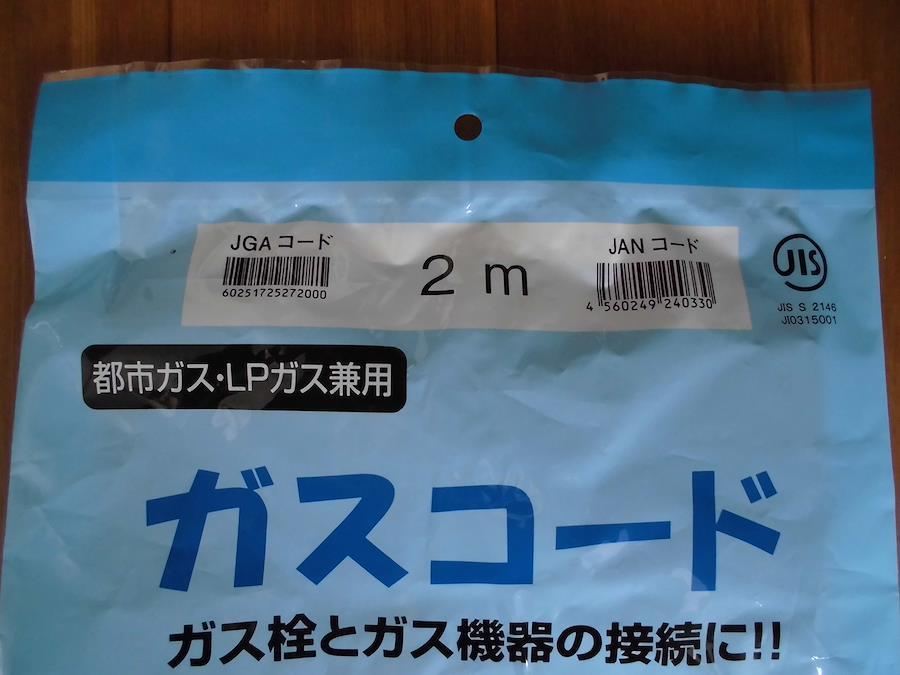 JGA コード
60251725272000
2 m
JAN コード
4 560249 240330
JIS
JIS S 2146
JI0315001
都市ガス・LPガス兼用
ガスコード
ガス栓とガス機器の接続に!!